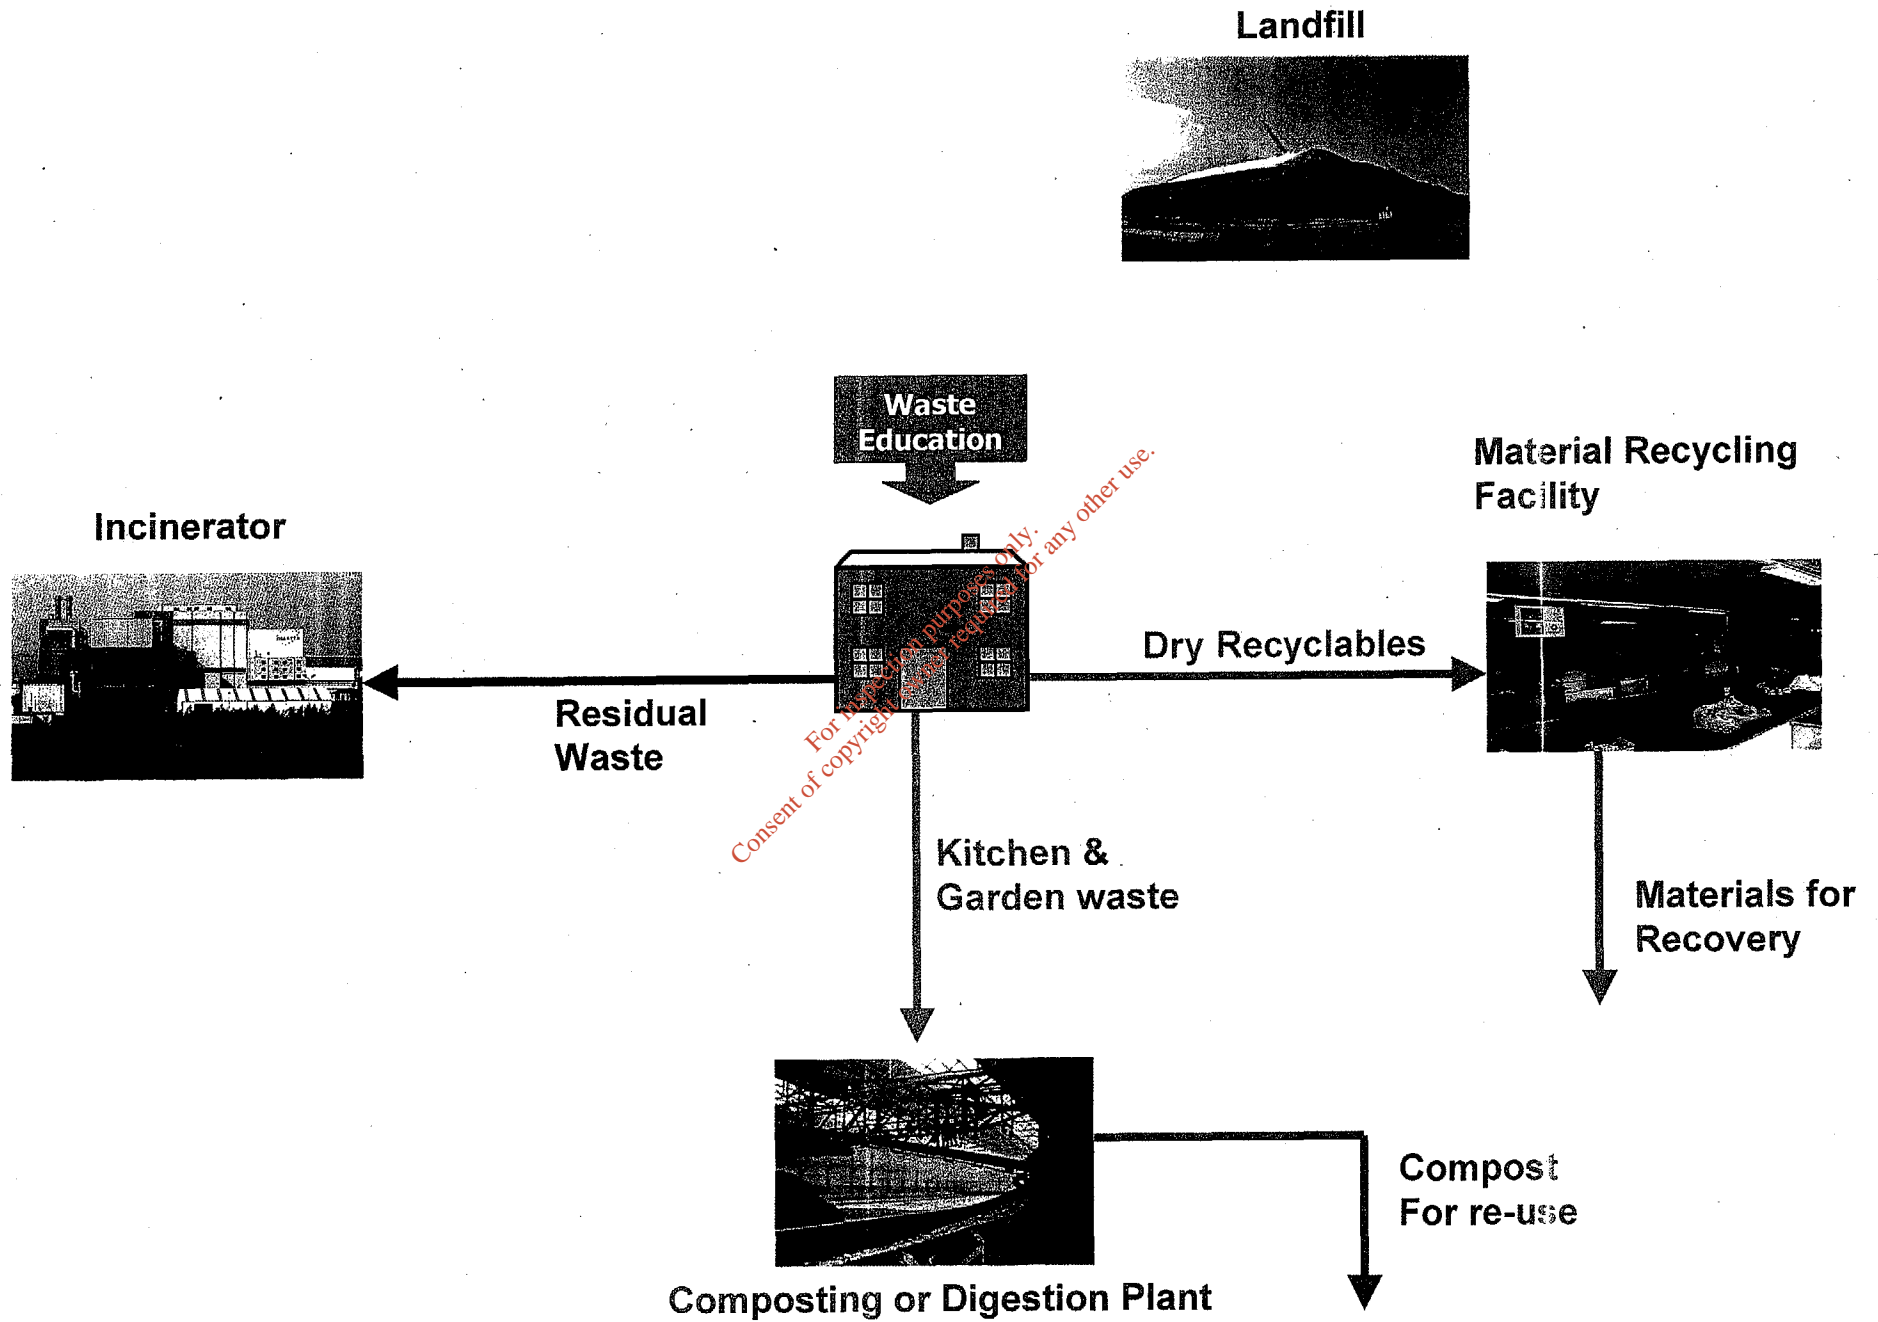 Landfill
Waste
Education
Material Recycling
Facility
Incinerator
Dry Recyclables
Residual
Waste
For inspection purposes only.
Consent of copyright owner required for any other use.
Kitchen &
Garden waste
Materials for
Recovery
Compost
For re-use
Composting or Digestion Plant